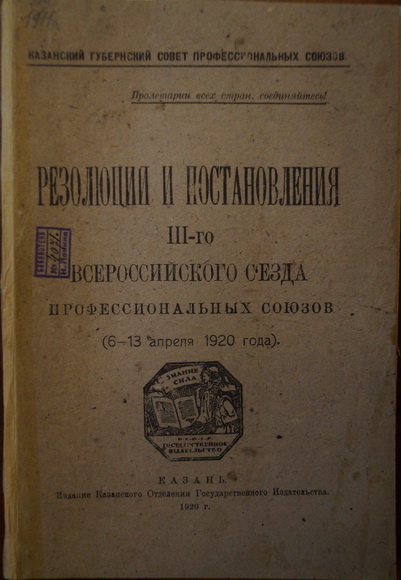 КАЗАНСКИЙ ГУБЕРНСКИЙ СОВЕТ ПРОФЕССИОНАЛЬНЫХ СОЮЗОВ
Пролетарии всех стран, соединяйтесь!
РЕЗОЛЮЦИИ И ПОСТАНОВЛЕНИЯ
III-го
ВСЕРОССИЙСКОГО С'ЕЗДА
ПРОФЕССИОНАЛЬНЫХ СОЮЗОВ
(6—13 апреля 1920 года).
ЗНАНИЕ
СИЛА
ГОСУДАРСТВЕННОЕ
ИЗДАТЕЛЬСТВО
КАЗАНЬ
Издание Казанского Отделения Государственного Издательства.
1920 г.